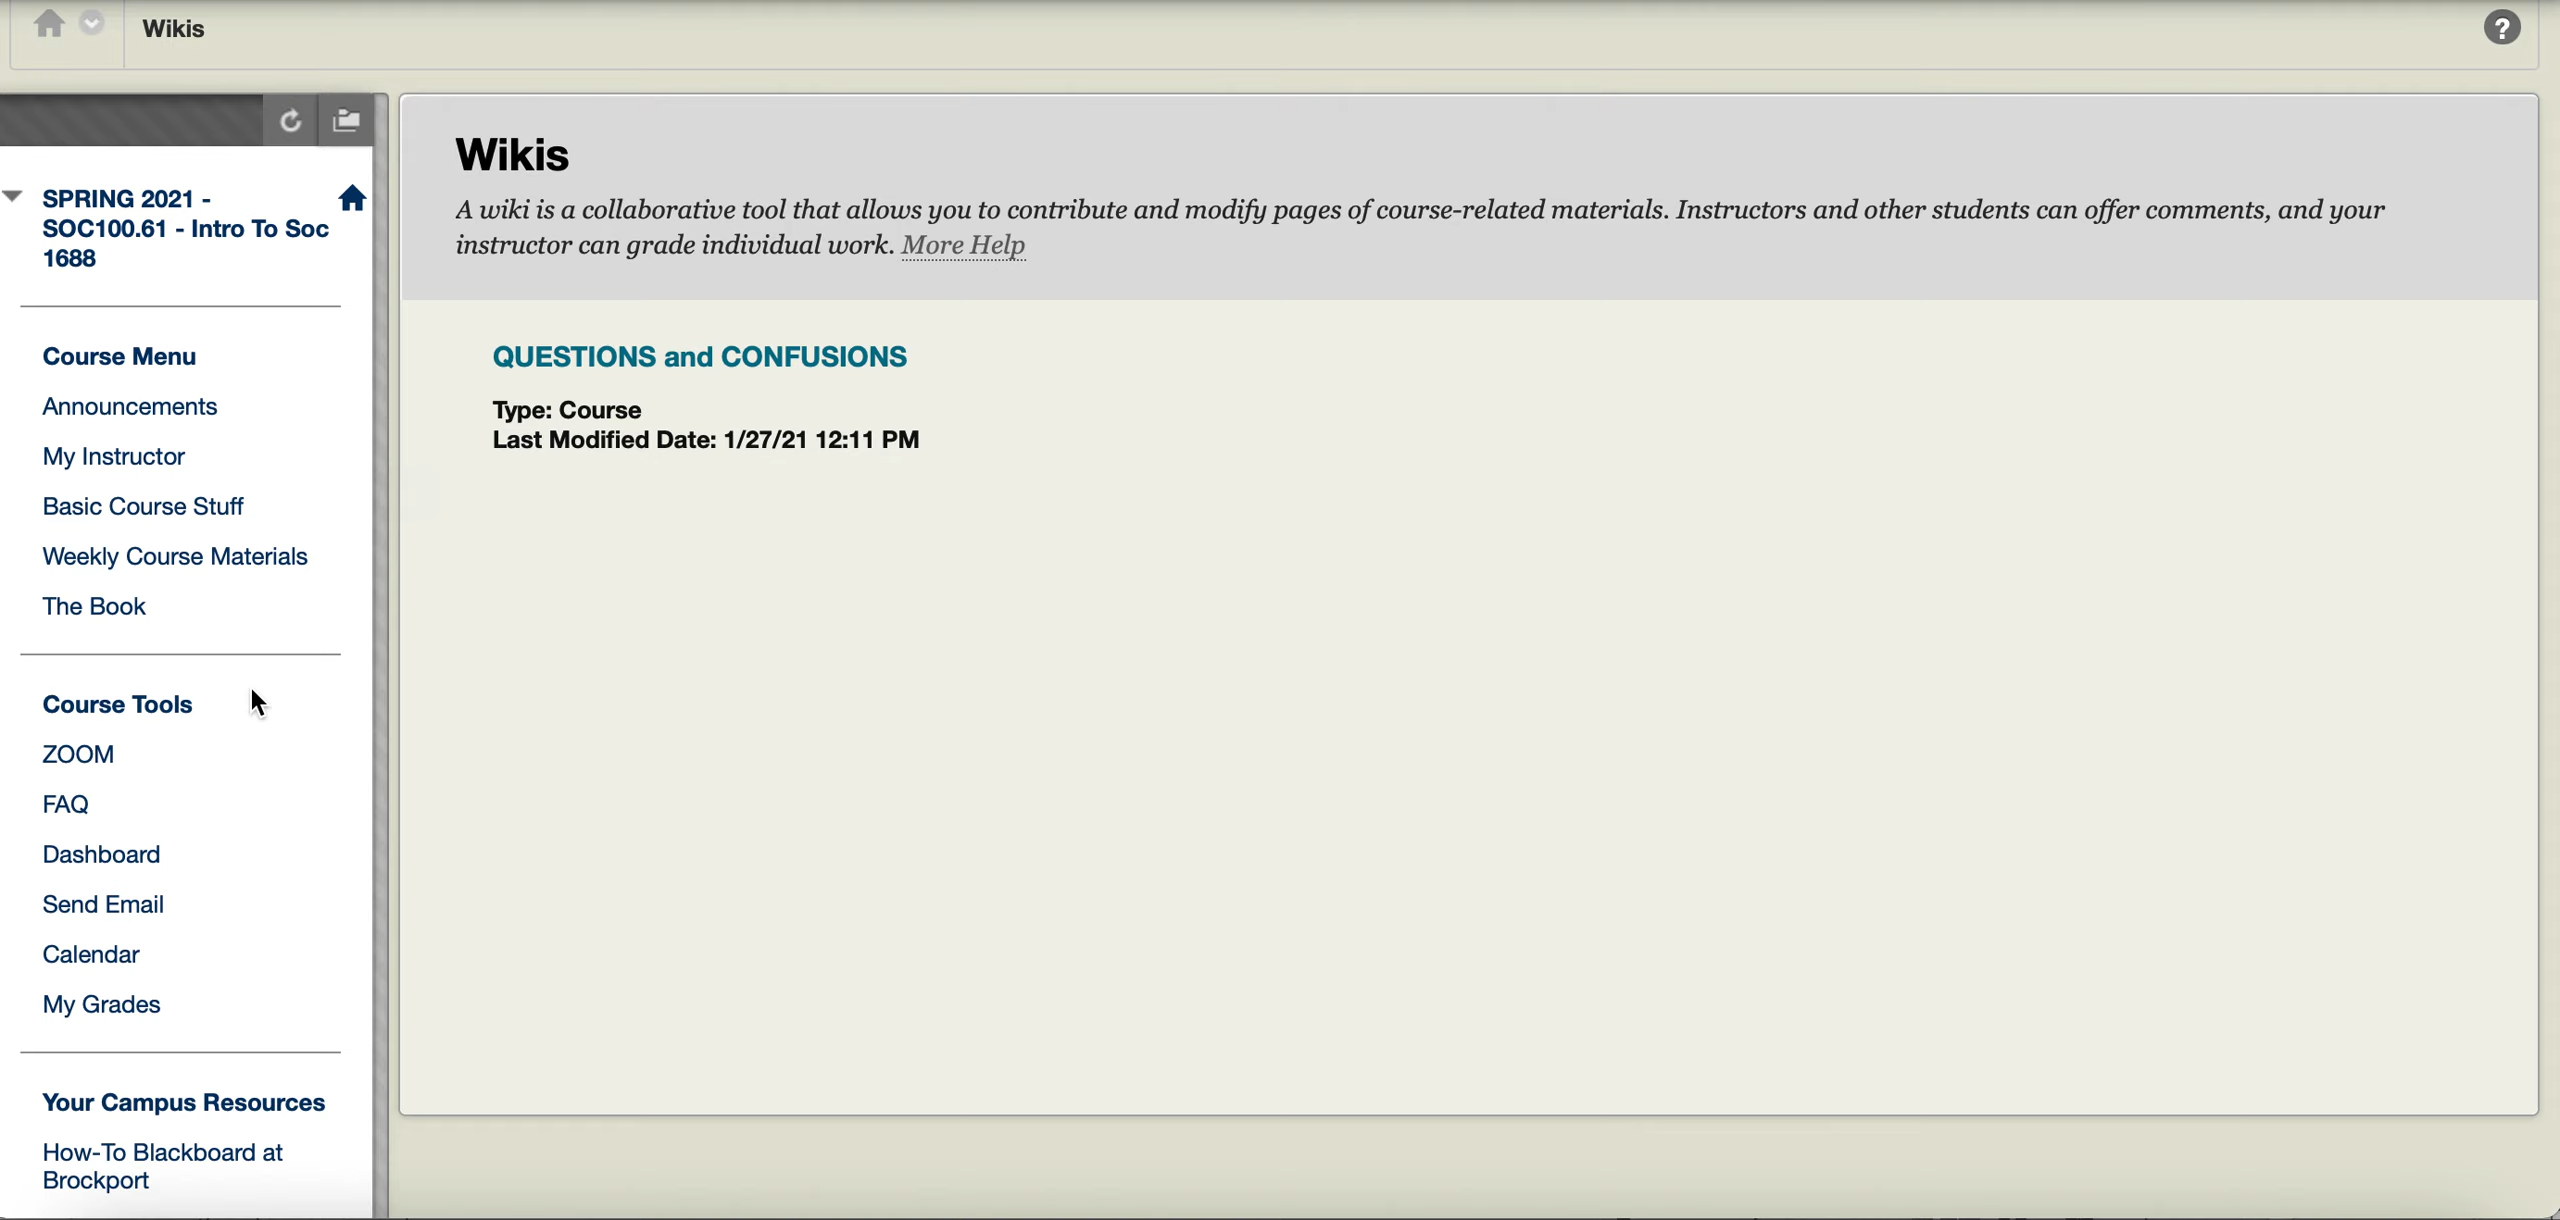 Wikis
?
SPRING 2021 -
SOC100.61 - Intro To Soc
1688
Course Menu
Announcements
My Instructor
Basic Course Stuff
Weekly Course Materials
The Book
Course Tools
ZOOM
FAQ
Dashboard
Send Email
Calendar
My Grades
Your Campus Resources
How-To Blackboard at
Brockport
Wikis
A wiki is a collaborative tool that allows you to contribute and modify pages of course-related materials. Instructors and other students can offer comments, and your
instructor can grade individual work. More Help
QUESTIONS and CONFUSIONS
Type: Course
Last Modified Date: 1/27/21 12:11 PM